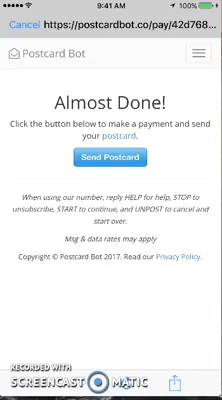 9:41 AM 100%
Cancel https://postcardbot.co/pay/42d768...
Postcard Bot
Almost Done!
Click the button below to make a payment and send
your postcard.
Send Postcard
When using our number, reply HELP for help, STOP to
unsubscribe, START to continue, and UNPOST to cancel and
start over.
Msg & data rates may apply
Copyright © Postcard Bot 2017. Read our Privacy Policy.
RECORDED WITH
SCREENCAST MATIC